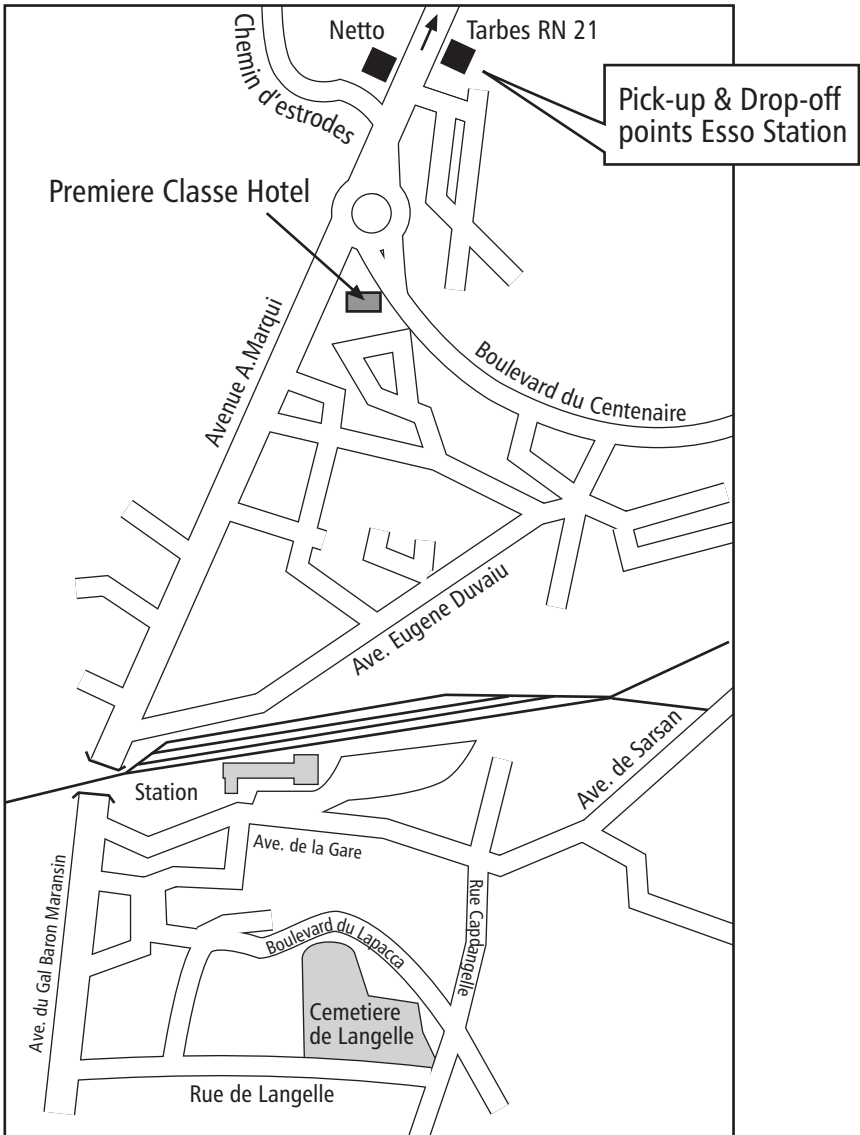 Netto
Tarbes RN 21
Chemin d'estrodes
Pick-up & Drop-off
points Esso Station
Premiere Classe Hotel
Avenue A.Marqui
Boulevard du Centenaire
Ave. Eugene Duvaiu
Ave. de Sarsan
Station
Ave. de la Gare
Ave. du Gal Baron Maransin
Rue Capdangelle
Boulevard du Lapacca
Cemetiere
de Langelle
Rue de Langelle